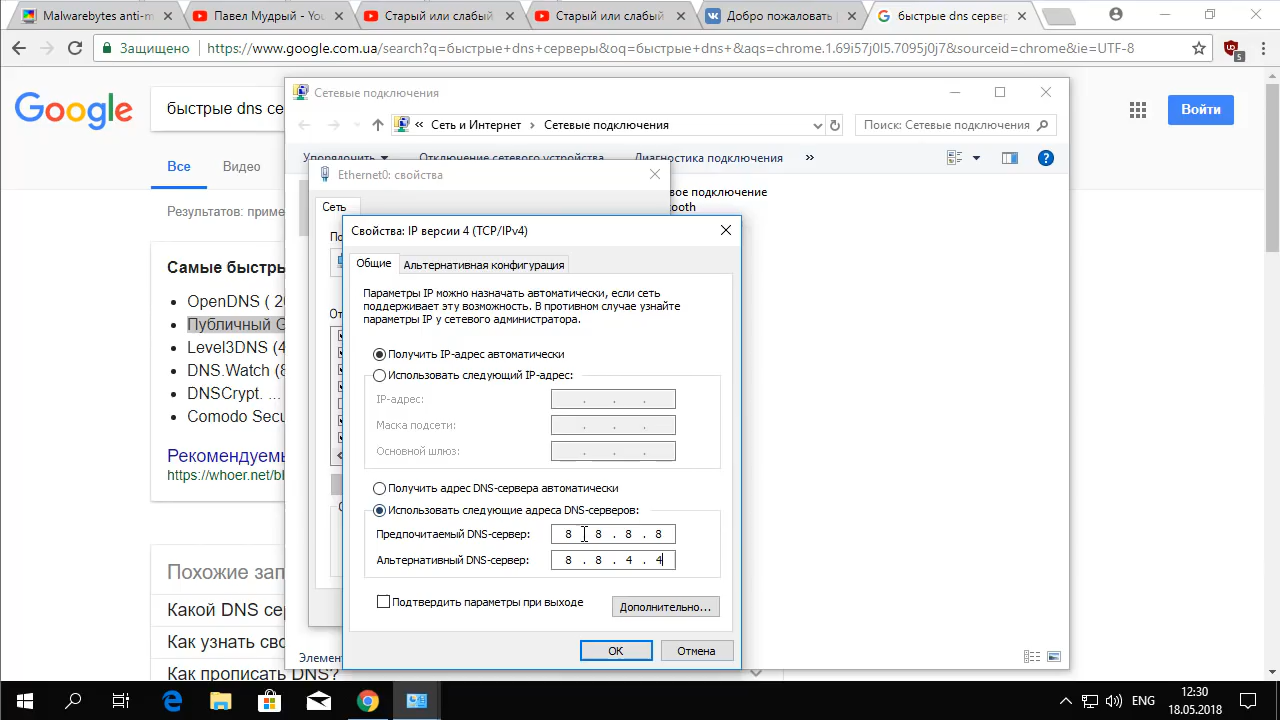 Malwarebytes anti-m
Павел Мудрый - You
Старый или слабый
Старый или слабый
Добро пожаловать
быстрые dns сервер
Защищено
https://www.google.com.ua/search?q=быстрые+dns+серверы&oq=быстрые+dns+&aqs=chrome.1.69i57j0l5.7095j0j7&sourceid=chrome&ie=UTF-8
5
Google
быстрые dns се
Войти
Все
Видео
Результатов: приме
Самые быстры
OpenDNS ( 20
Публичный G
Level3DNS (4
DNS.Watch (8
DNSCrypt. ...
Comodo Secu
Рекомендуемы
https://whoer.net/bl
Похожие зап
Какой DNS се
Как узнать сво
Как прописать DNS?
Сетевые подключения
Сеть и Интернет
Сетевые подключения
Поиск: Сетевые подключения
Упорядочить
Отключение сетевого устройства
Диагностика подключения
»
вое подключение
ooth
Элемен
Ethernet0: свойства
Сеть
По
От
Свойства: IP версии 4 (TCP/IPv4)
Общие
Альтернативная конфигурация
Параметры IP можно назначать автоматически, если сеть
поддерживает эту возможность. В противном случае узнайте
параметры IP у сетевого администратора.
Получить IP-адрес автоматически
Использовать следующий IP-адрес:
IP-адрес:
. . .
Маска подсети:
. . .
Основной шлюз:
. . .
Получить адрес DNS-сервера автоматически
Использовать следующие адреса DNS-серверов:
Предпочитаемый DNS-сервер:
8 . 8 . 8 . 8
Альтернативный DNS-сервер:
8 . 8 . 4 . 4
Подтвердить параметры при выходе
Дополнительно...
OK
Отмена
ENG
12:30
18.05.2018